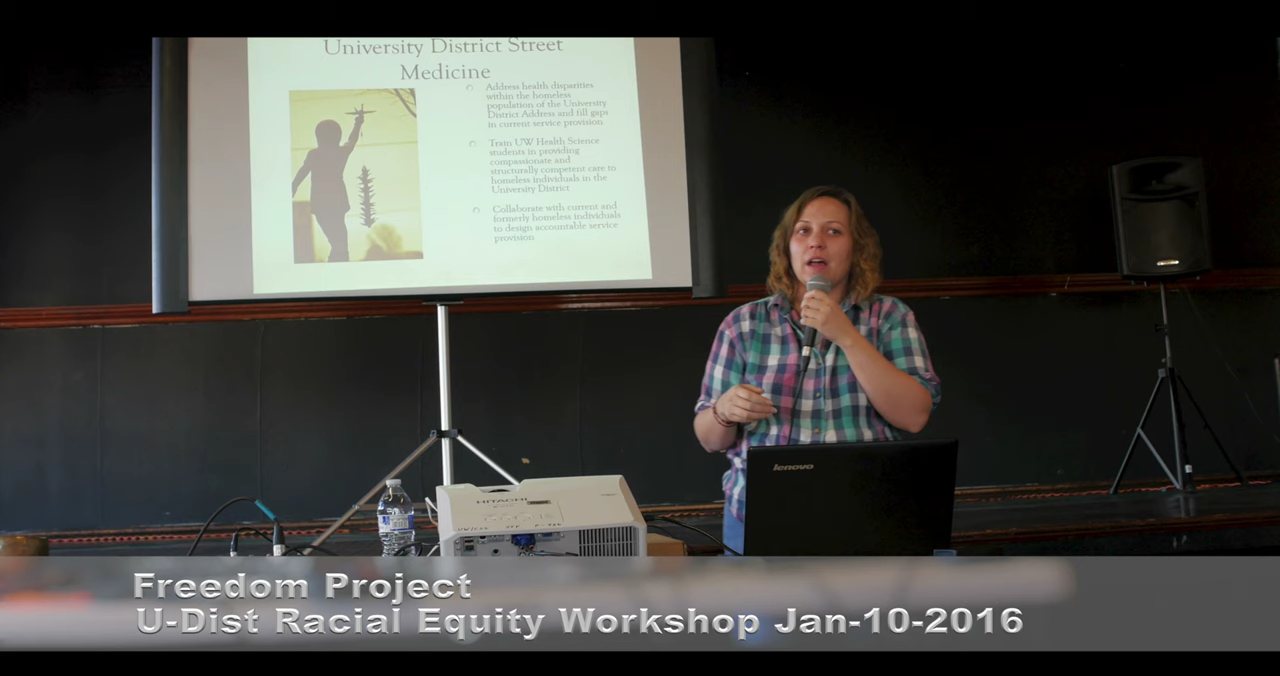 University District Street
Medicine
Address health disparities
within the homeless
population of the University
District Address and fill gaps
in current service provision
Train UW Health Science
students in providing
compassionate and
structurally competent care to
homeless individuals in the
University District
Collaborate with current and
formerly homeless individuals
to design accountable service
provision
lenovo
HITACHI
Freedom Project
U-Dist Racial Equity Workshop Jan-10-2016